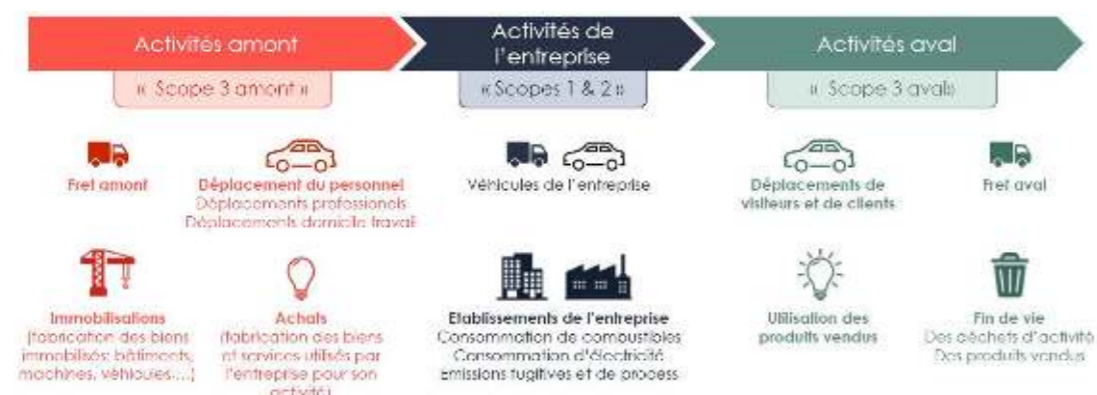 Activités amont
Activités de
l'entreprise
Activités aval
« Scope 3 amont »
« Scopes 1 & 2 »
« Scope 3 aval»
Fret amont
Déplacement du personnel
Déplacements professionels
Déplacements domicile travail
Véhicules de l'entreprise
Déplacements de
visiteurs et de clients
Fret aval
Immobilisations
(fabrication des biens
immobilisés: bâtiments,
machines, véhicules....)
Achats
(fabrication des biens
et services utilisés par
l'entreprise pour son
activité)
Etablissements de l'entreprise
Consommation de combustibles
Consommation d'électricité
Emissions fugitives et de process
Utilisation des
produits vendus
Fin de vie
Des déchets d'activité
Des produits vendus